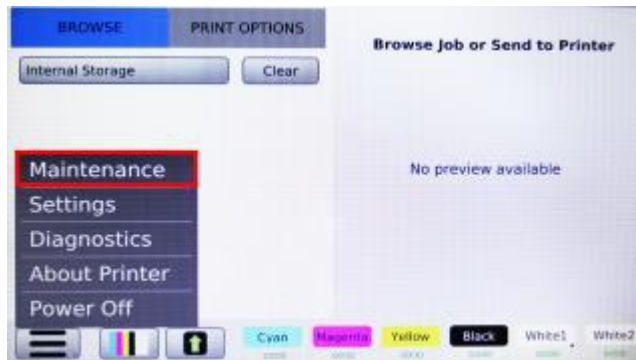 BROWSE
PRINT OPTIONS
Browse Job or Send to Printer
Internal Storage
Clear
No preview available
Maintenance
Settings
Diagnostics
About Printer
Power Off
Cyan
Magenta
Yellow
Black
White1
White2